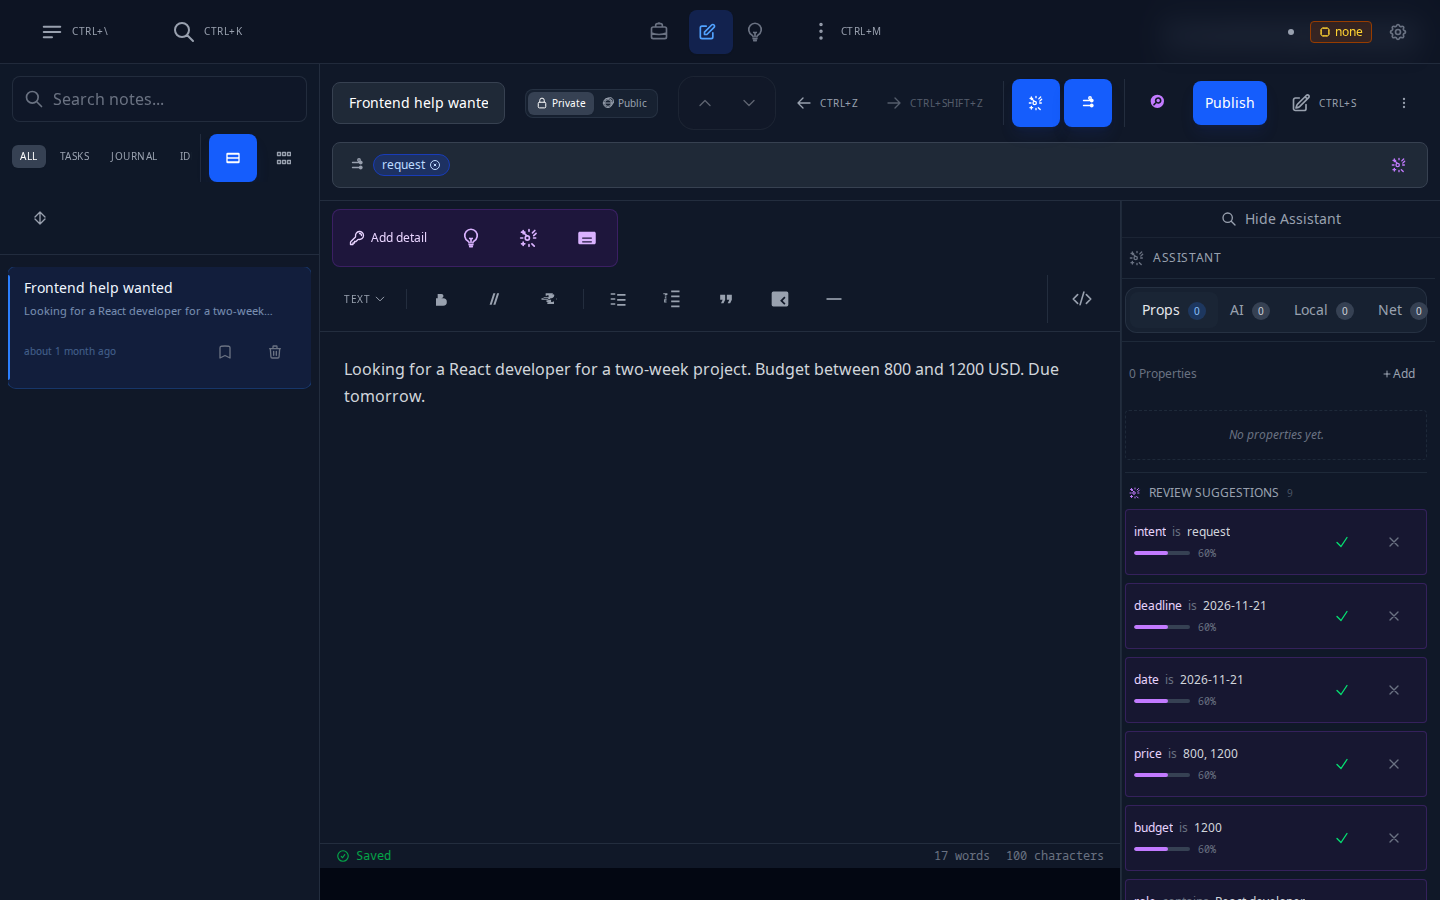 CTRL+\
CTRL+K
CTRL+M
none
Search notes...
ALL TASKS JOURNAL ID
Frontend help wanted
Looking for a React developer for a two-week...
about 1 month ago
Frontend help wante
Private Public
CTRL+Z
CTRL+SHIFT+Z
Publish
CTRL+S
request
Add detail
TEXT
Looking for a React developer for a two-week project. Budget between 800 and 1200 USD. Due
tomorrow.
Saved
17 words 100 characters
Hide Assistant
ASSISTANT
Props 0 AI 0 Local 0 Net 0
0 Properties
+ Add
No properties yet.
REVIEW SUGGESTIONS 9
intent is request
60%
deadline is 2026-11-21
60%
date is 2026-11-21
60%
price is 800, 1200
60%
budget is 1200
60%
role contains React developer